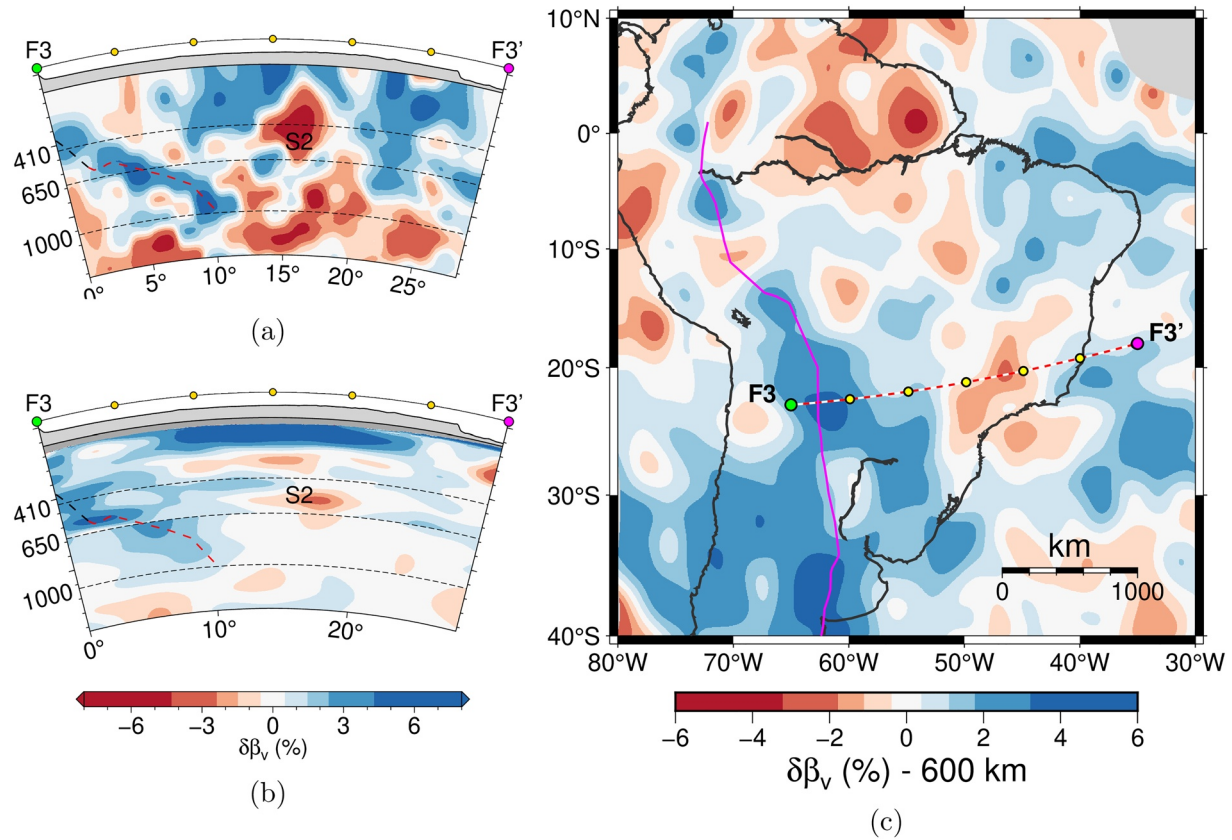 F3 F3'
S2
410
650
1000
0° 5° 10° 15° 20° 25°
(a)
F3 F3'
S2
410
650
1000
0° 10° 20°
−6 −3 0 3 6
δβᵥ (%)
(b)
10°N
0°
10°S
20°S
30°S
40°S
F3 F3'
km
0 1000
80°W 70°W 60°W 50°W 40°W 30°W
−6 −4 −2 0 2 4 6
δβᵥ (%) - 600 km
(c)